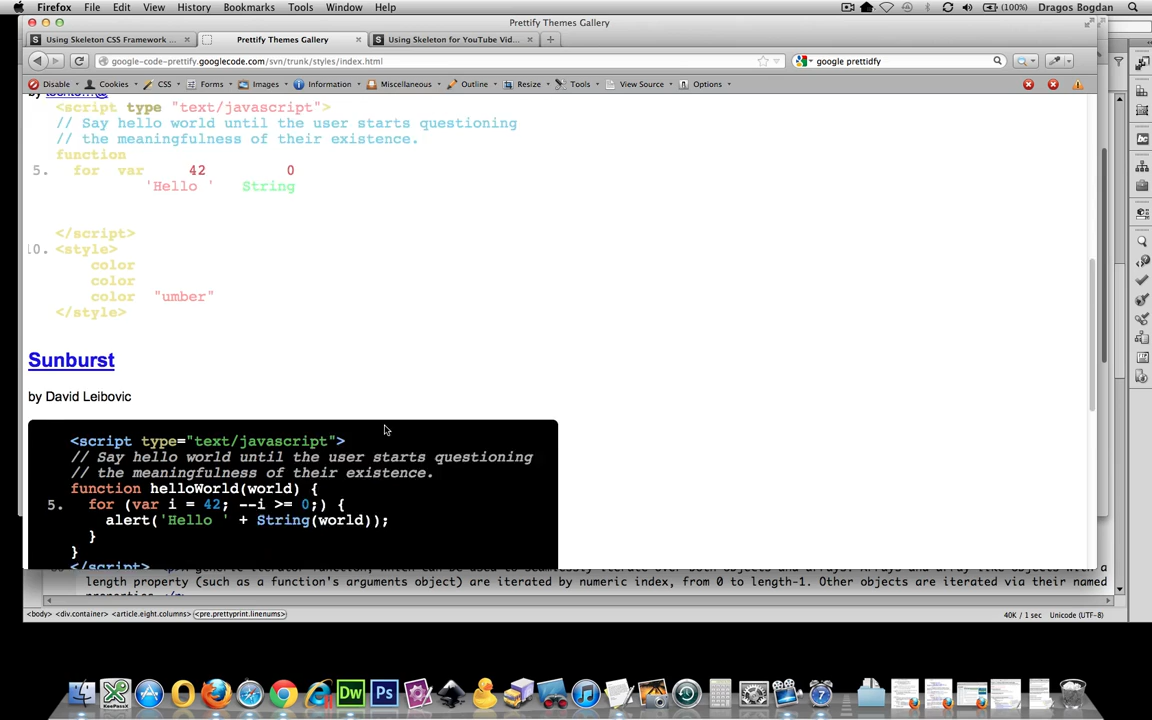 Firefox File Edit View History Bookmarks Tools Window Help (100%) Dragos Bogdan
Prettify Themes Gallery
Using Skeleton CSS Framework ... Prettify Themes Gallery Using Skeleton for YouTube Vid...
google-code-prettify.googlecode.com/svn/trunk/styles/index.html google prettidfy
Disable Cookies CSS Forms Images Information Miscellaneous Outline Resize Tools View Source Options
<script type "text/javascript">
// Say hello world until the user starts questioning
// the meaningfulness of their existence.
function
5. for var 42 0
'Hello ' String
</script>
10. <style>
color
color
color "umber"
</style>
Sunburst
by David Leibovic
<script type="text/javascript">
// Say hello world until the user starts questioning
// the meaningfulness of their existence.
function helloWorld(world) {
5. for (var i = 42; --i >= 0;) {
alert('Hello ' + String(world));
}
}
</script>
length property (such as a function's arguments object) are iterated by numeric index, from 0 to length-1. Other objects are iterated via their named
<body> <div.container> <article.eight.columns> <pre.prettyprint.linenums> 40K / 1 sec Unicode (UTF-8)
Dw Ps